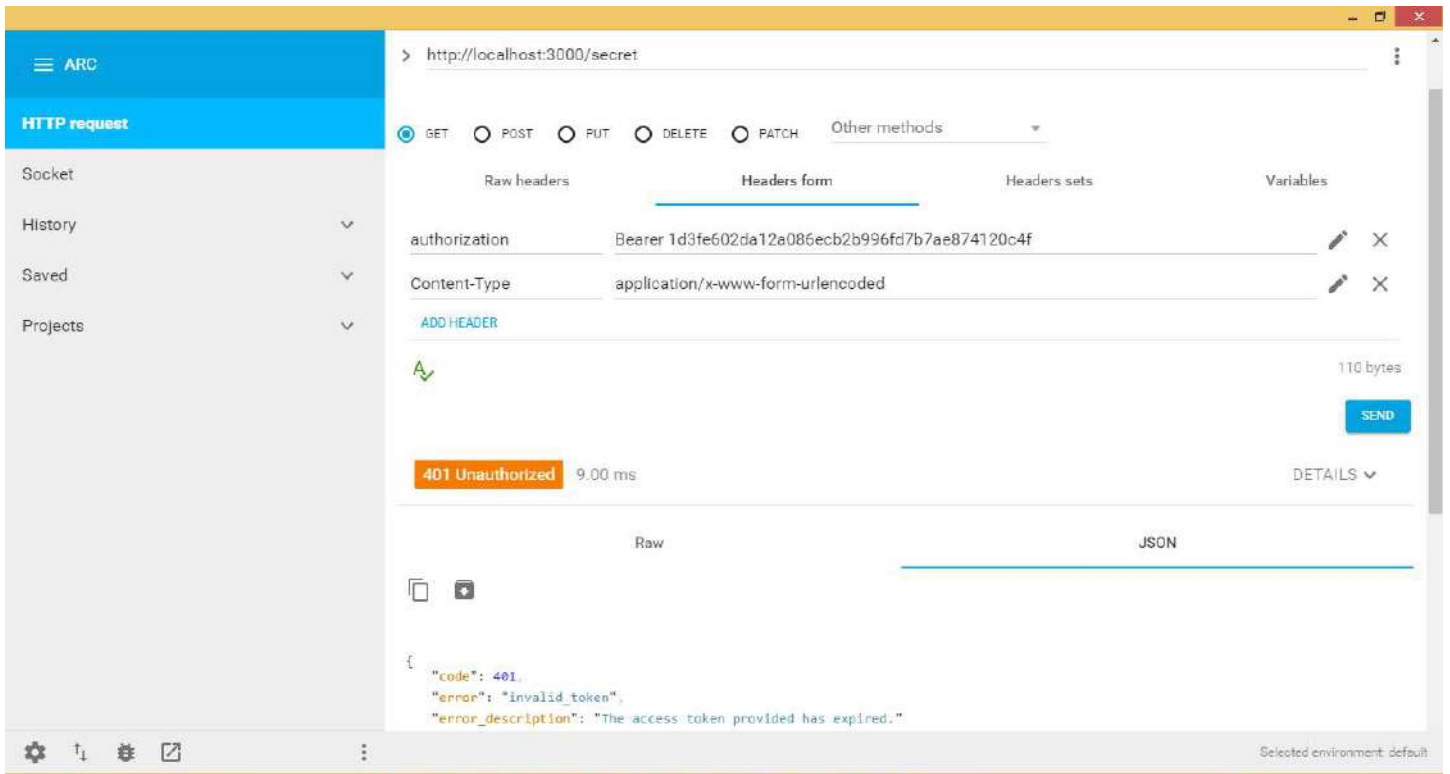 ARC
http://localhost:3000/secret
HTTP request
GET POST PUT DELETE PATCH Other methods
Socket
Raw headers Headers form Headers sets Variables
History
authorization Bearer 1d3fe602da12a086ecb2b996fd7b7ae874120c4f
Saved
Content-Type application/x-www-form-urlencoded
Projects
ADD HEADER
110 bytes
SEND
401 Unauthorized 9.00 ms DETAILS
Raw JSON
{
"code": 401,
"error": "invalid_token",
"error_description": "The access token provided has expired."
Selected environment: default